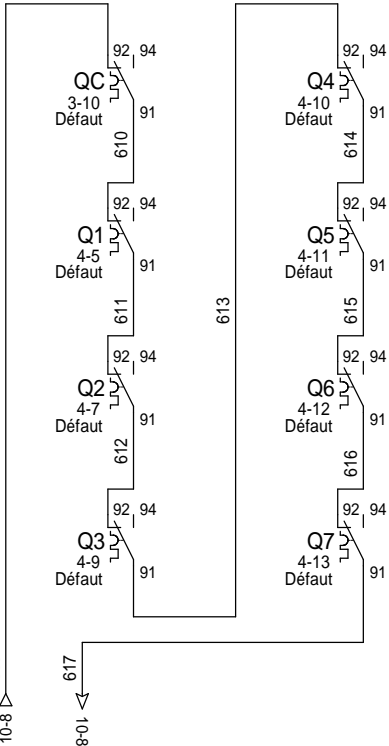 92 94
QC
3-10
Défaut
91
610
92 94
Q1
4-5
Défaut
91
611
92 94
Q2
4-7
Défaut
91
612
92 94
Q3
4-9
Défaut
91
613
92 94
Q4
4-10
Défaut
91
614
92 94
Q5
4-11
Défaut
91
615
92 94
Q6
4-12
Défaut
91
616
92 94
Q7
4-13
Défaut
91
617
10-8
10-8